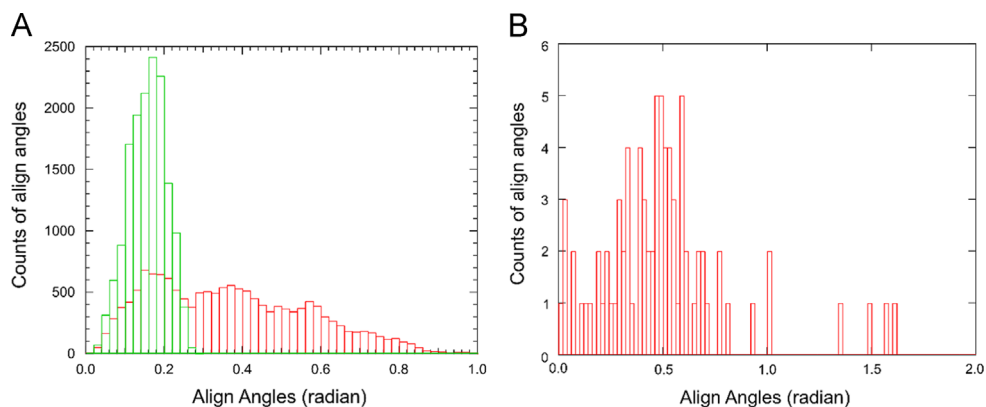 A
2500
2000
1500
1000
500
0
0.0 0.2 0.4 0.6 0.8 1.0
Counts of align angles
Align Angles (radian)
B
6
5
4
3
2
1
0
0.0 0.5 1.0 1.5 2.0
Counts of align angles
Align Angles (radian)